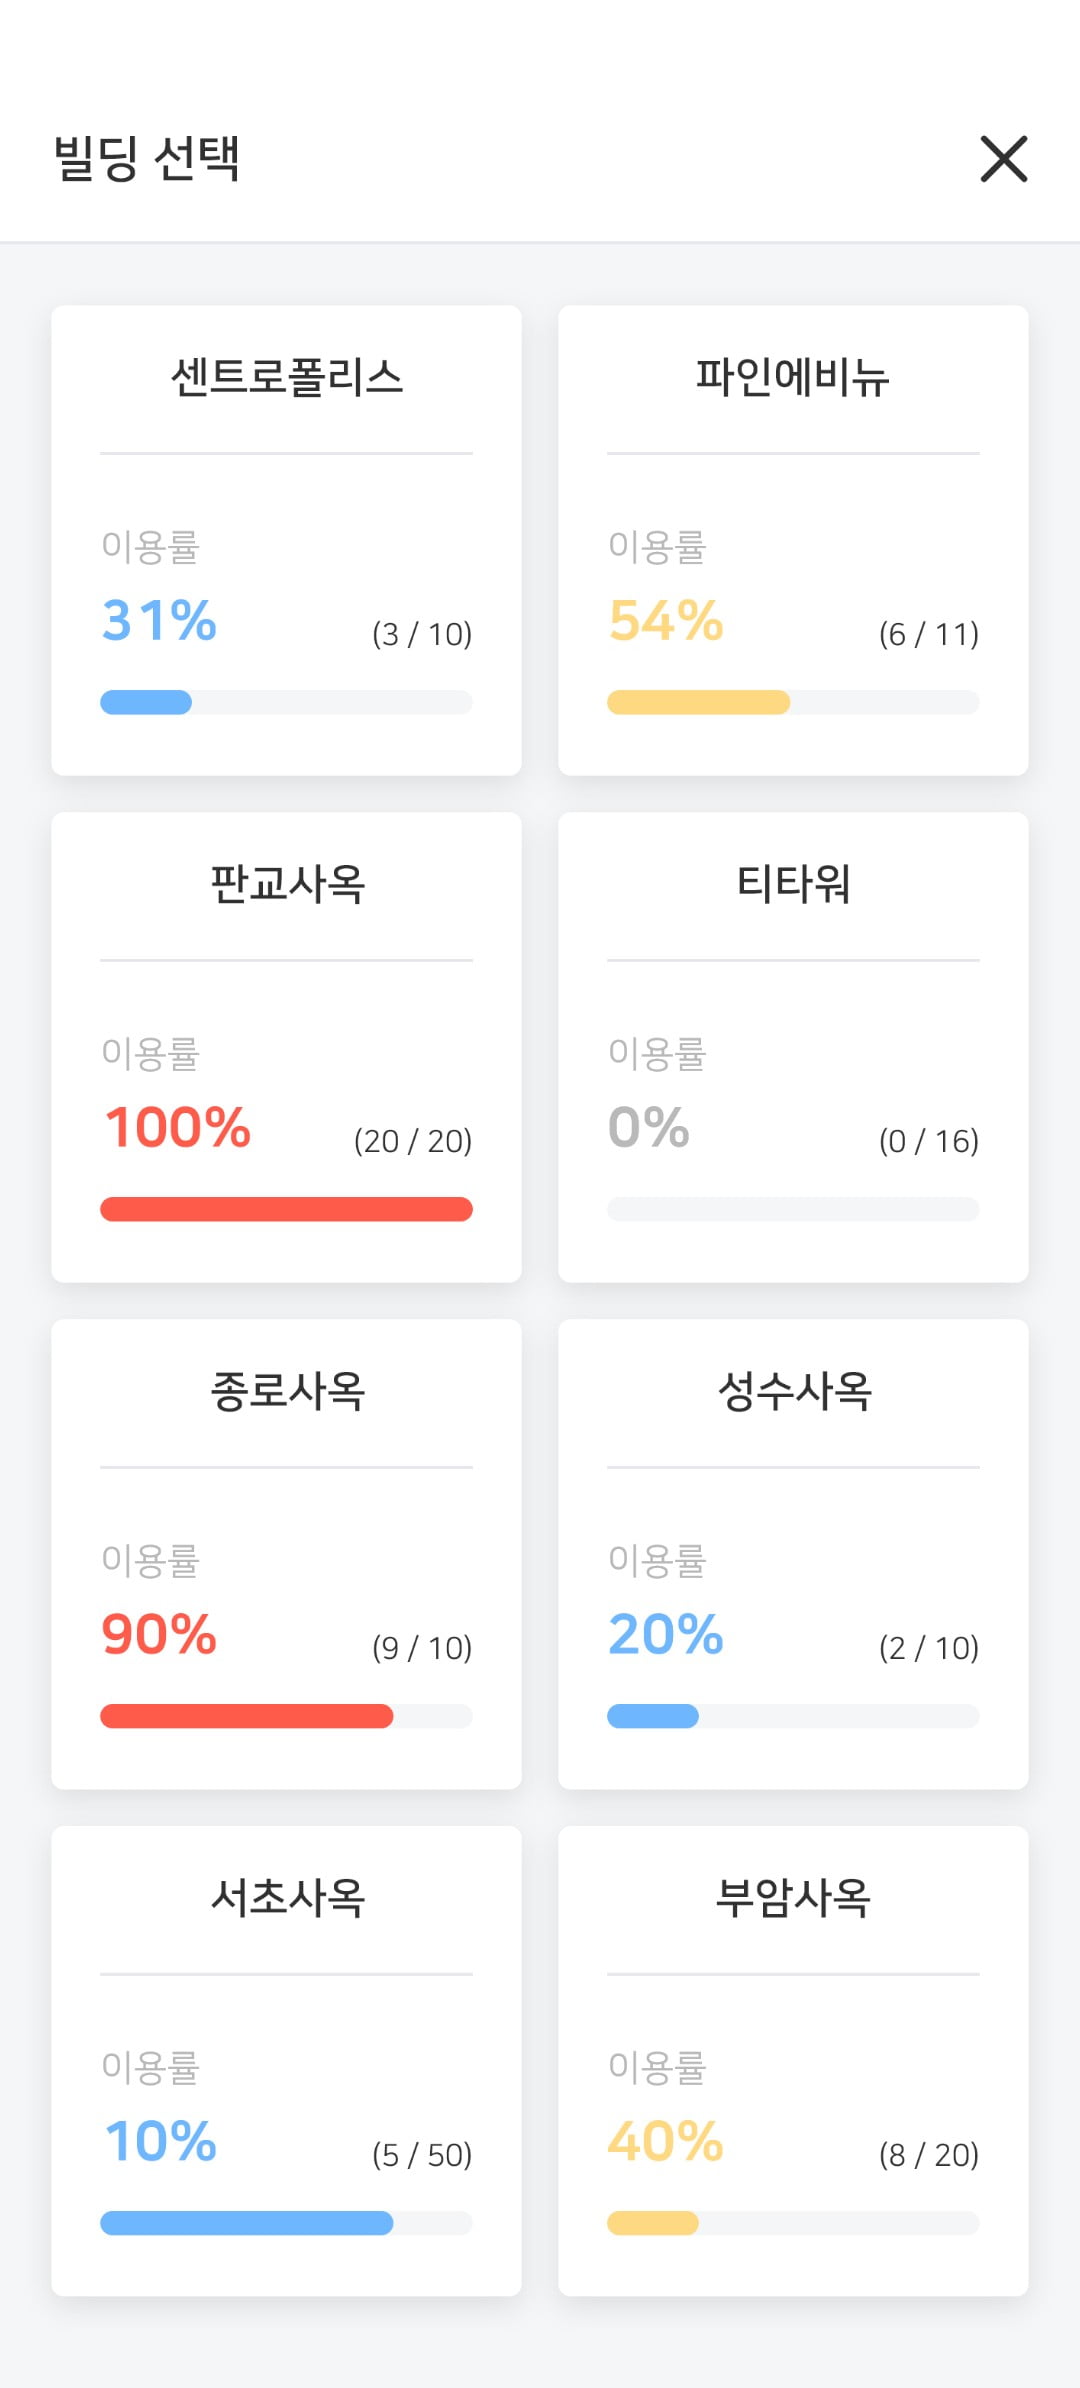 빌딩 선택
센트로폴리스
이용률
31%
(3 / 10)
파인에비뉴
이용률
54%
(6 / 11)
판교사옥
이용률
100%
(20 / 20)
티타워
이용률
0%
(0 / 16)
종로사옥
이용률
90%
(9 / 10)
성수사옥
이용률
20%
(2 / 10)
서초사옥
이용률
10%
(5 / 50)
부암사옥
이용률
40%
(8 / 20)